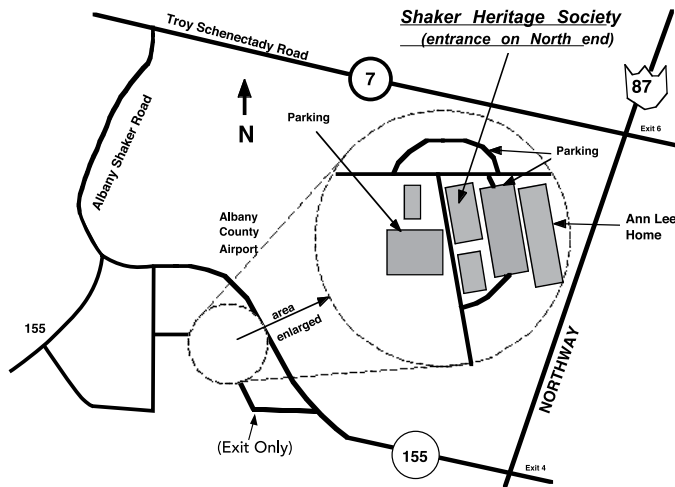 Troy Schenectady Road
Shaker Heritage Society
(entrance on North end)
7
87
Exit 6
N
Parking
Parking
Albany Shaker Road
Albany
County
Airport
Ann Lee
Home
area
enlarged
155
NORTHWAY
(Exit Only)
155
Exit 4